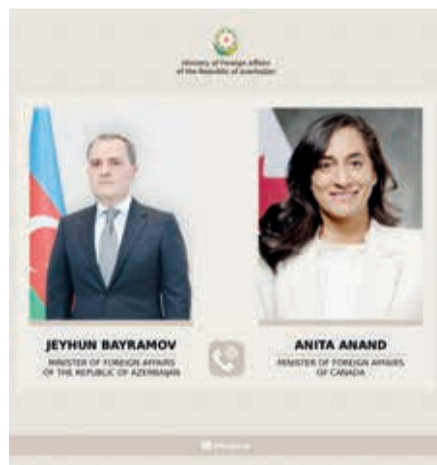 Ministry of Foreign Affairs
of the Republic of Azerbaijan
JEYHUN BAYRAMOV
MINISTER OF FOREIGN AFFAIRS
OF THE REPUBLIC OF AZERBAIJAN
ANITA ANAND
MINISTER OF FOREIGN AFFAIRS
OF CANADA